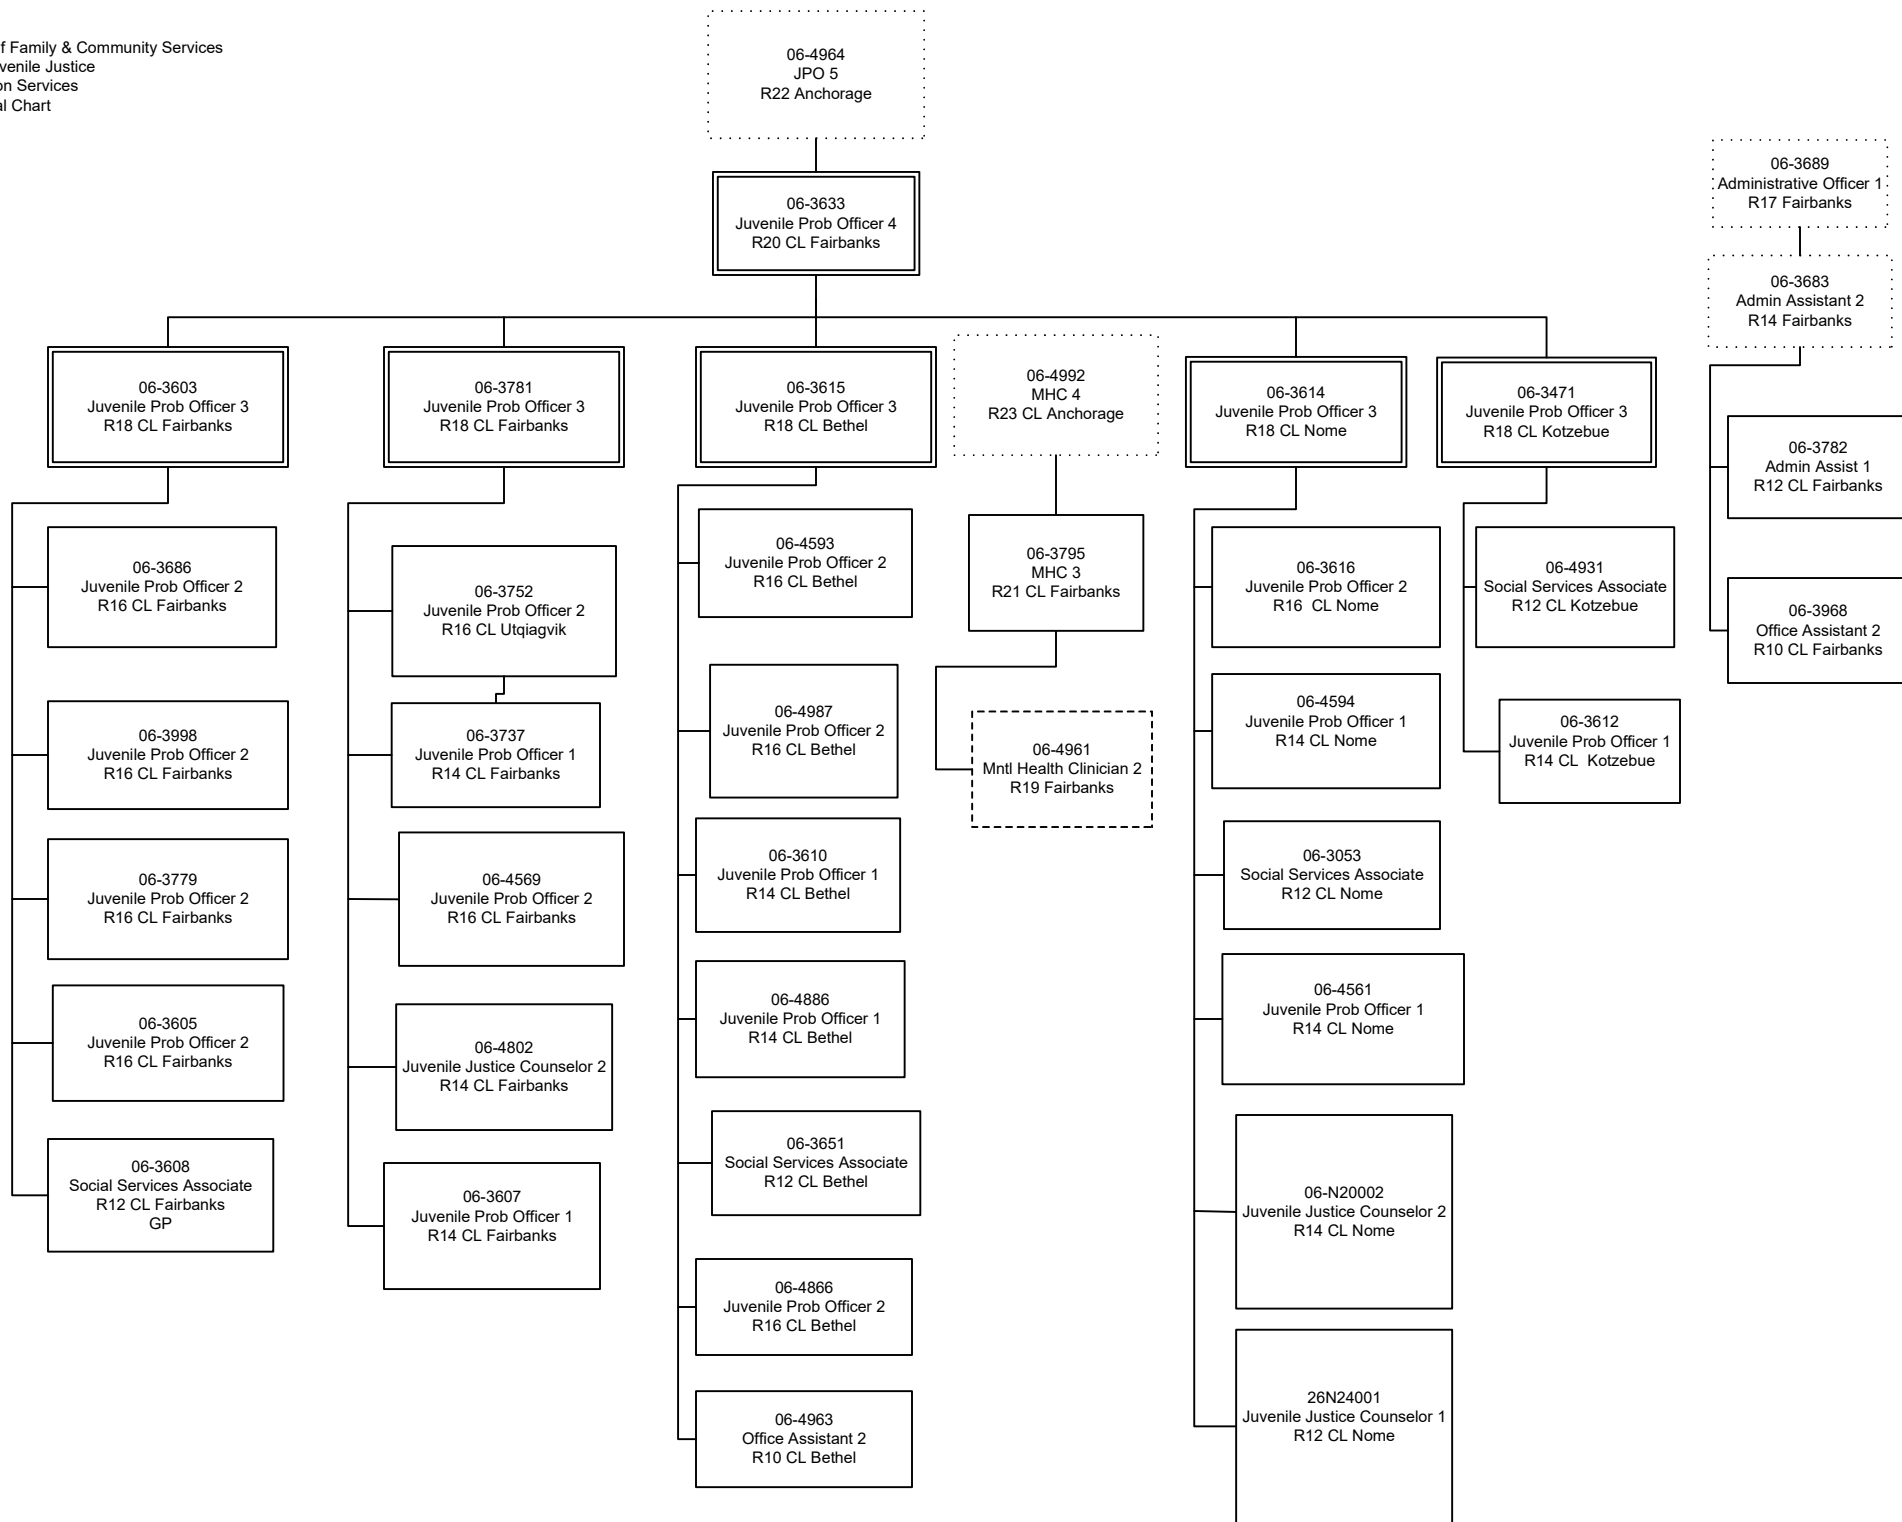 f Family & Community Services
venile Justice
on Services
al Chart
06-4964
JPO 5
R22 Anchorage
06-3633
Juvenile Prob Officer 4
R20 CL Fairbanks
06-3689
Administrative Officer 1
R17 Fairbanks
06-3683
Admin Assistant 2
R14 Fairbanks
06-3603
Juvenile Prob Officer 3
R18 CL Fairbanks
06-3781
Juvenile Prob Officer 3
R18 CL Fairbanks
06-3615
Juvenile Prob Officer 3
R18 CL Bethel
06-4992
MHC 4
R23 CL Anchorage
06-3614
Juvenile Prob Officer 3
R18 CL Nome
06-3471
Juvenile Prob Officer 3
R18 CL Kotzebue
06-3782
Admin Assist 1
R12 CL Fairbanks
06-3968
Office Assistant 2
R10 CL Fairbanks
06-3686
Juvenile Prob Officer 2
R16 CL Fairbanks
06-3998
Juvenile Prob Officer 2
R16 CL Fairbanks
06-3779
Juvenile Prob Officer 2
R16 CL Fairbanks
06-3605
Juvenile Prob Officer 2
R16 CL Fairbanks
06-3608
Social Services Associate
R12 CL Fairbanks
GP
06-3752
Juvenile Prob Officer 2
R16 CL Utqiagvik
06-3737
Juvenile Prob Officer 1
R14 CL Fairbanks
06-4569
Juvenile Prob Officer 2
R16 CL Fairbanks
06-4802
Juvenile Justice Counselor 2
R14 CL Fairbanks
06-3607
Juvenile Prob Officer 1
R14 CL Fairbanks
06-4593
Juvenile Prob Officer 2
R16 CL Bethel
06-4987
Juvenile Prob Officer 2
R16 CL Bethel
06-3610
Juvenile Prob Officer 1
R14 CL Bethel
06-4886
Juvenile Prob Officer 1
R14 CL Bethel
06-3651
Social Services Associate
R12 CL Bethel
06-4866
Juvenile Prob Officer 2
R16 CL Bethel
06-4963
Office Assistant 2
R10 CL Bethel
06-3795
MHC 3
R21 CL Fairbanks
06-4961
Mntl Health Clinician 2
R19 Fairbanks
06-3616
Juvenile Prob Officer 2
R16  CL Nome
06-4594
Juvenile Prob Officer 1
R14 CL Nome
06-3053
Social Services Associate
R12 CL Nome
06-4561
Juvenile Prob Officer 1
R14 CL Nome
06-N20002
Juvenile Justice Counselor 2
R14 CL Nome
26N24001
Juvenile Justice Counselor 1
R12 CL Nome
06-4931
Social Services Associate
R12 CL Kotzebue
06-3612
Juvenile Prob Officer 1
R14 CL  Kotzebue